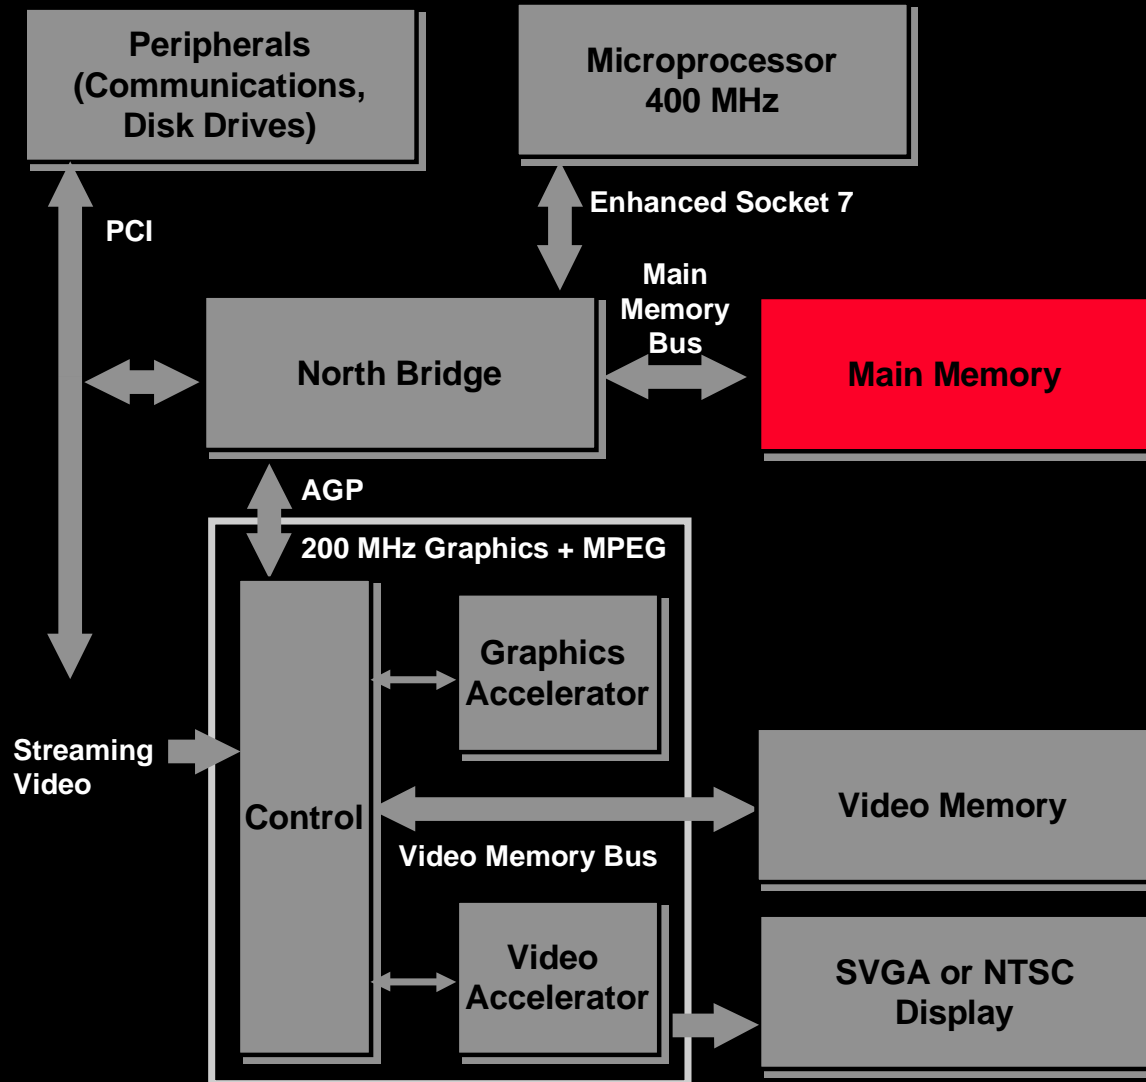 Peripherals
(Communications,
Disk Drives)
Microprocessor
400 MHz
PCI
Enhanced Socket 7
Main
Memory
Bus
North Bridge
Main Memory
AGP
200 MHz Graphics + MPEG
Graphics
Accelerator
Streaming
Video
Control
Video Memory
Video Memory Bus
Video
Accelerator
SVGA or NTSC
Display